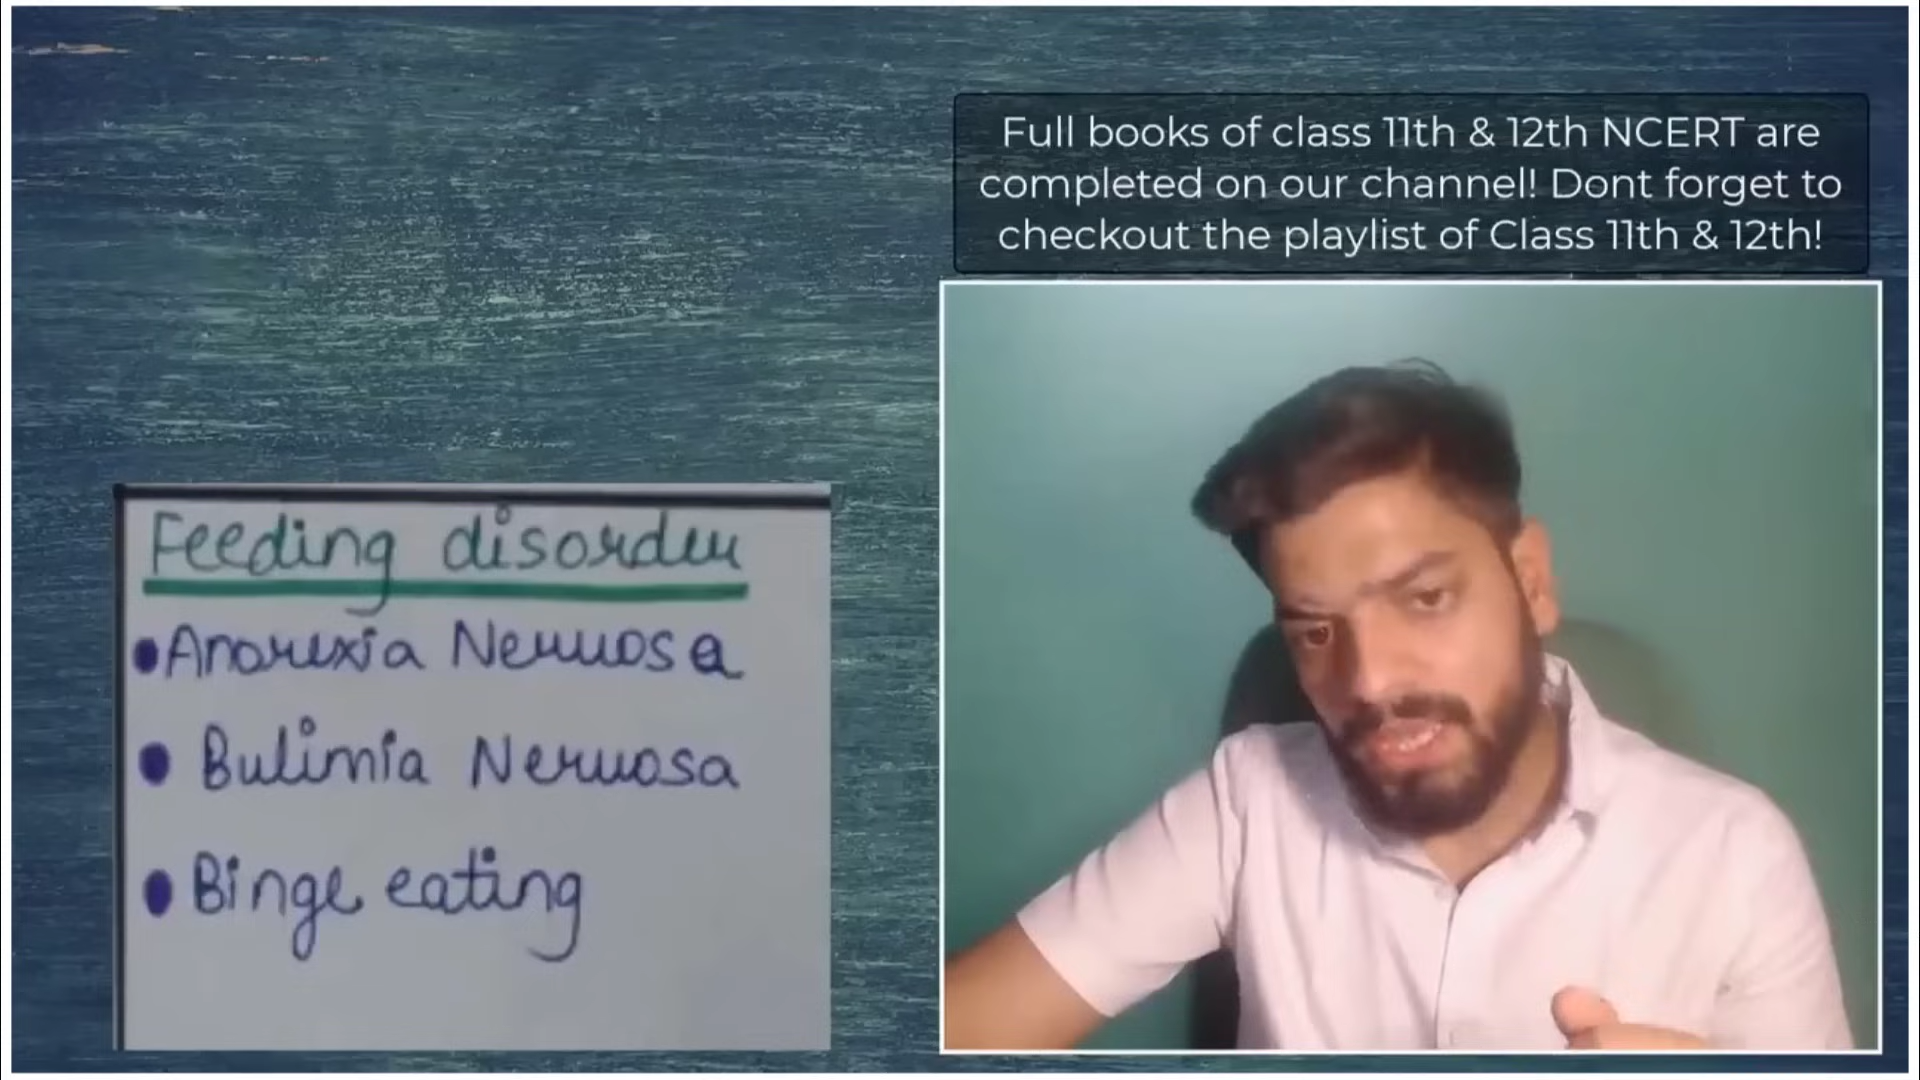 Full books of class 11th & 12th NCERT are
completed on our channel! Dont forget to
checkout the playlist of Class 11th & 12th!
Feeding disorder
•Anorexia Nervosa
• Bulimia Nervosa
• Binge eating